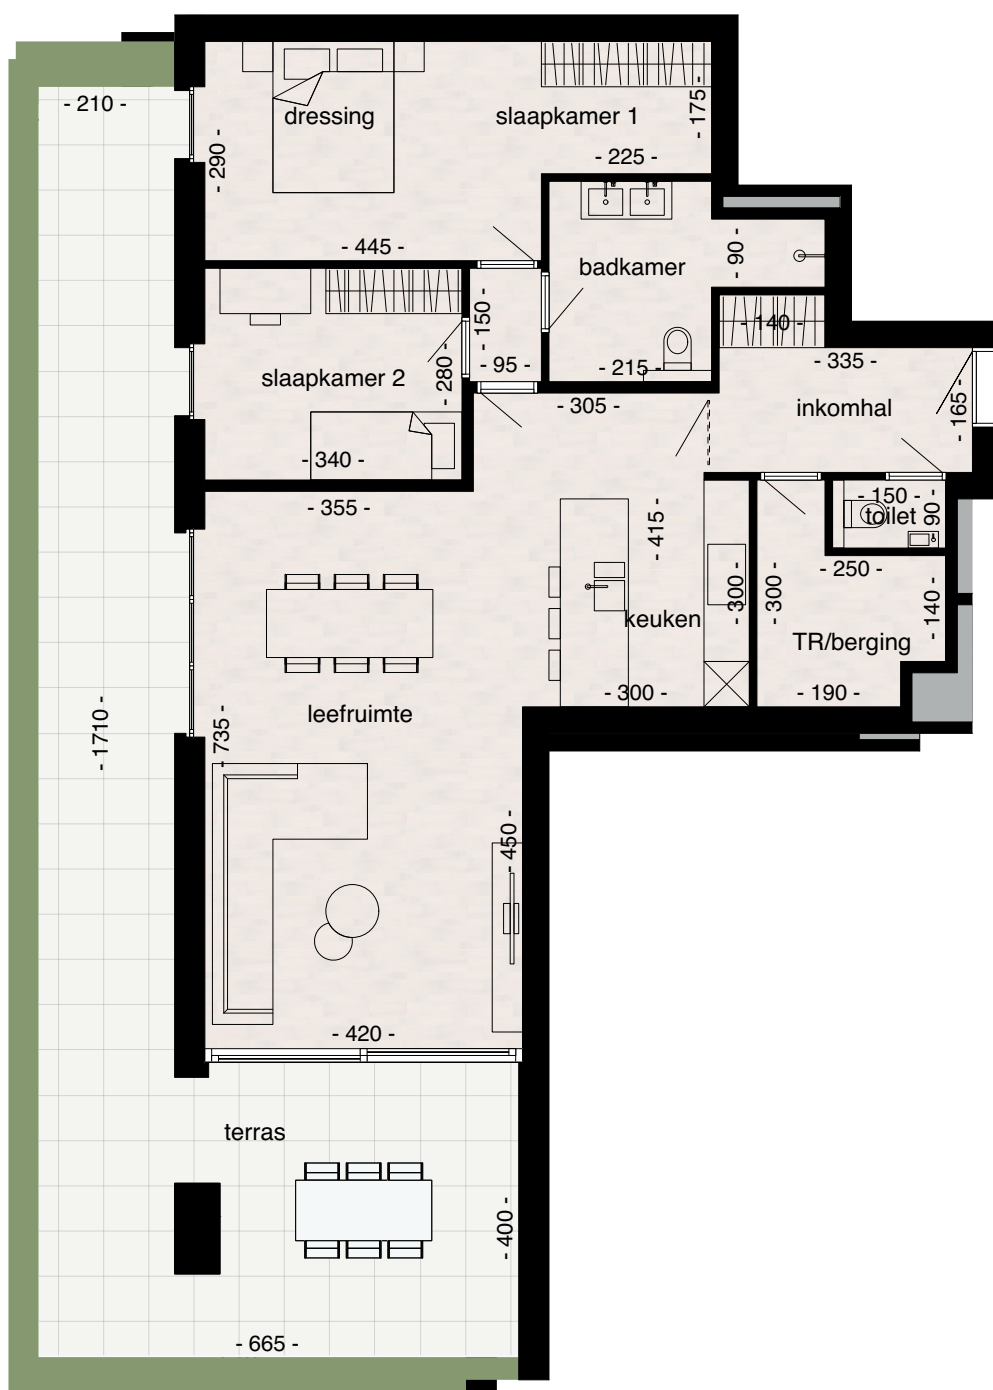 - 210 -
dressing
slaapkamer 1
- 175 -
- 290 -
- 225 -
- 445 -
badkamer
- 90 -
- 150 -
- 140 -
slaapkamer 2
- 280 -
- 95 -
- 215 -
- 335 -
- 305 -
inkomhal
- 165 -
- 340 -
- 355 -
- 415 -
- 150 -
toilet
- 90 -
- 250 -
- 300 -
- 300 -
- 140 -
keuken
TR/berging
- 300 -
- 190 -
leefruimte
- 735 -
- 1710 -
- 450 -
- 420 -
terras
- 400 -
- 665 -